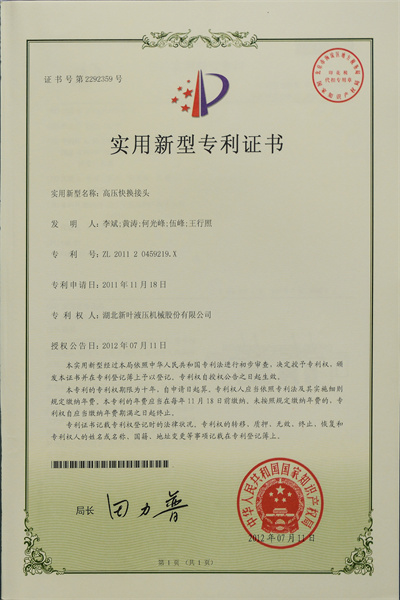 证书号第2292359号
实用新型专利证书
实用新型名称：高压快换接头
发 明 人：李斌;黄涛;何光峰;伍峰;王行照
专 利 号：ZL 2011 2 0459219.X
专利申请日：2011年11月18日
专 利 权 人：湖北新叶液压机械股份有限公司
授权公告日：2012年07月11日
本实用新型经过本局依照中华人民共和国专利法进行初步审查，决定授予专利权，颁
发本证书并在专利登记簿上予以登记。专利权自授权公告之日起生效。
本专利的专利权期限为十年，自申请日起算。专利权人应当依照专利法及其实施细则
规定缴纳年费。本专利的年费应当在每年11月18日前缴纳。未按照规定缴纳年费的，专
利权自应当缴纳年费期满之日起终止。
专利证书记载专利权登记时的法律状况。专利权的转移、质押、无效、终止、恢复和
专利权人的姓名或名称、国籍、地址变更等事项记载在专利登记簿上。
局长 田力普
中华人民共和国国家知识产权局
2012年07月11日
第1页（共1页）